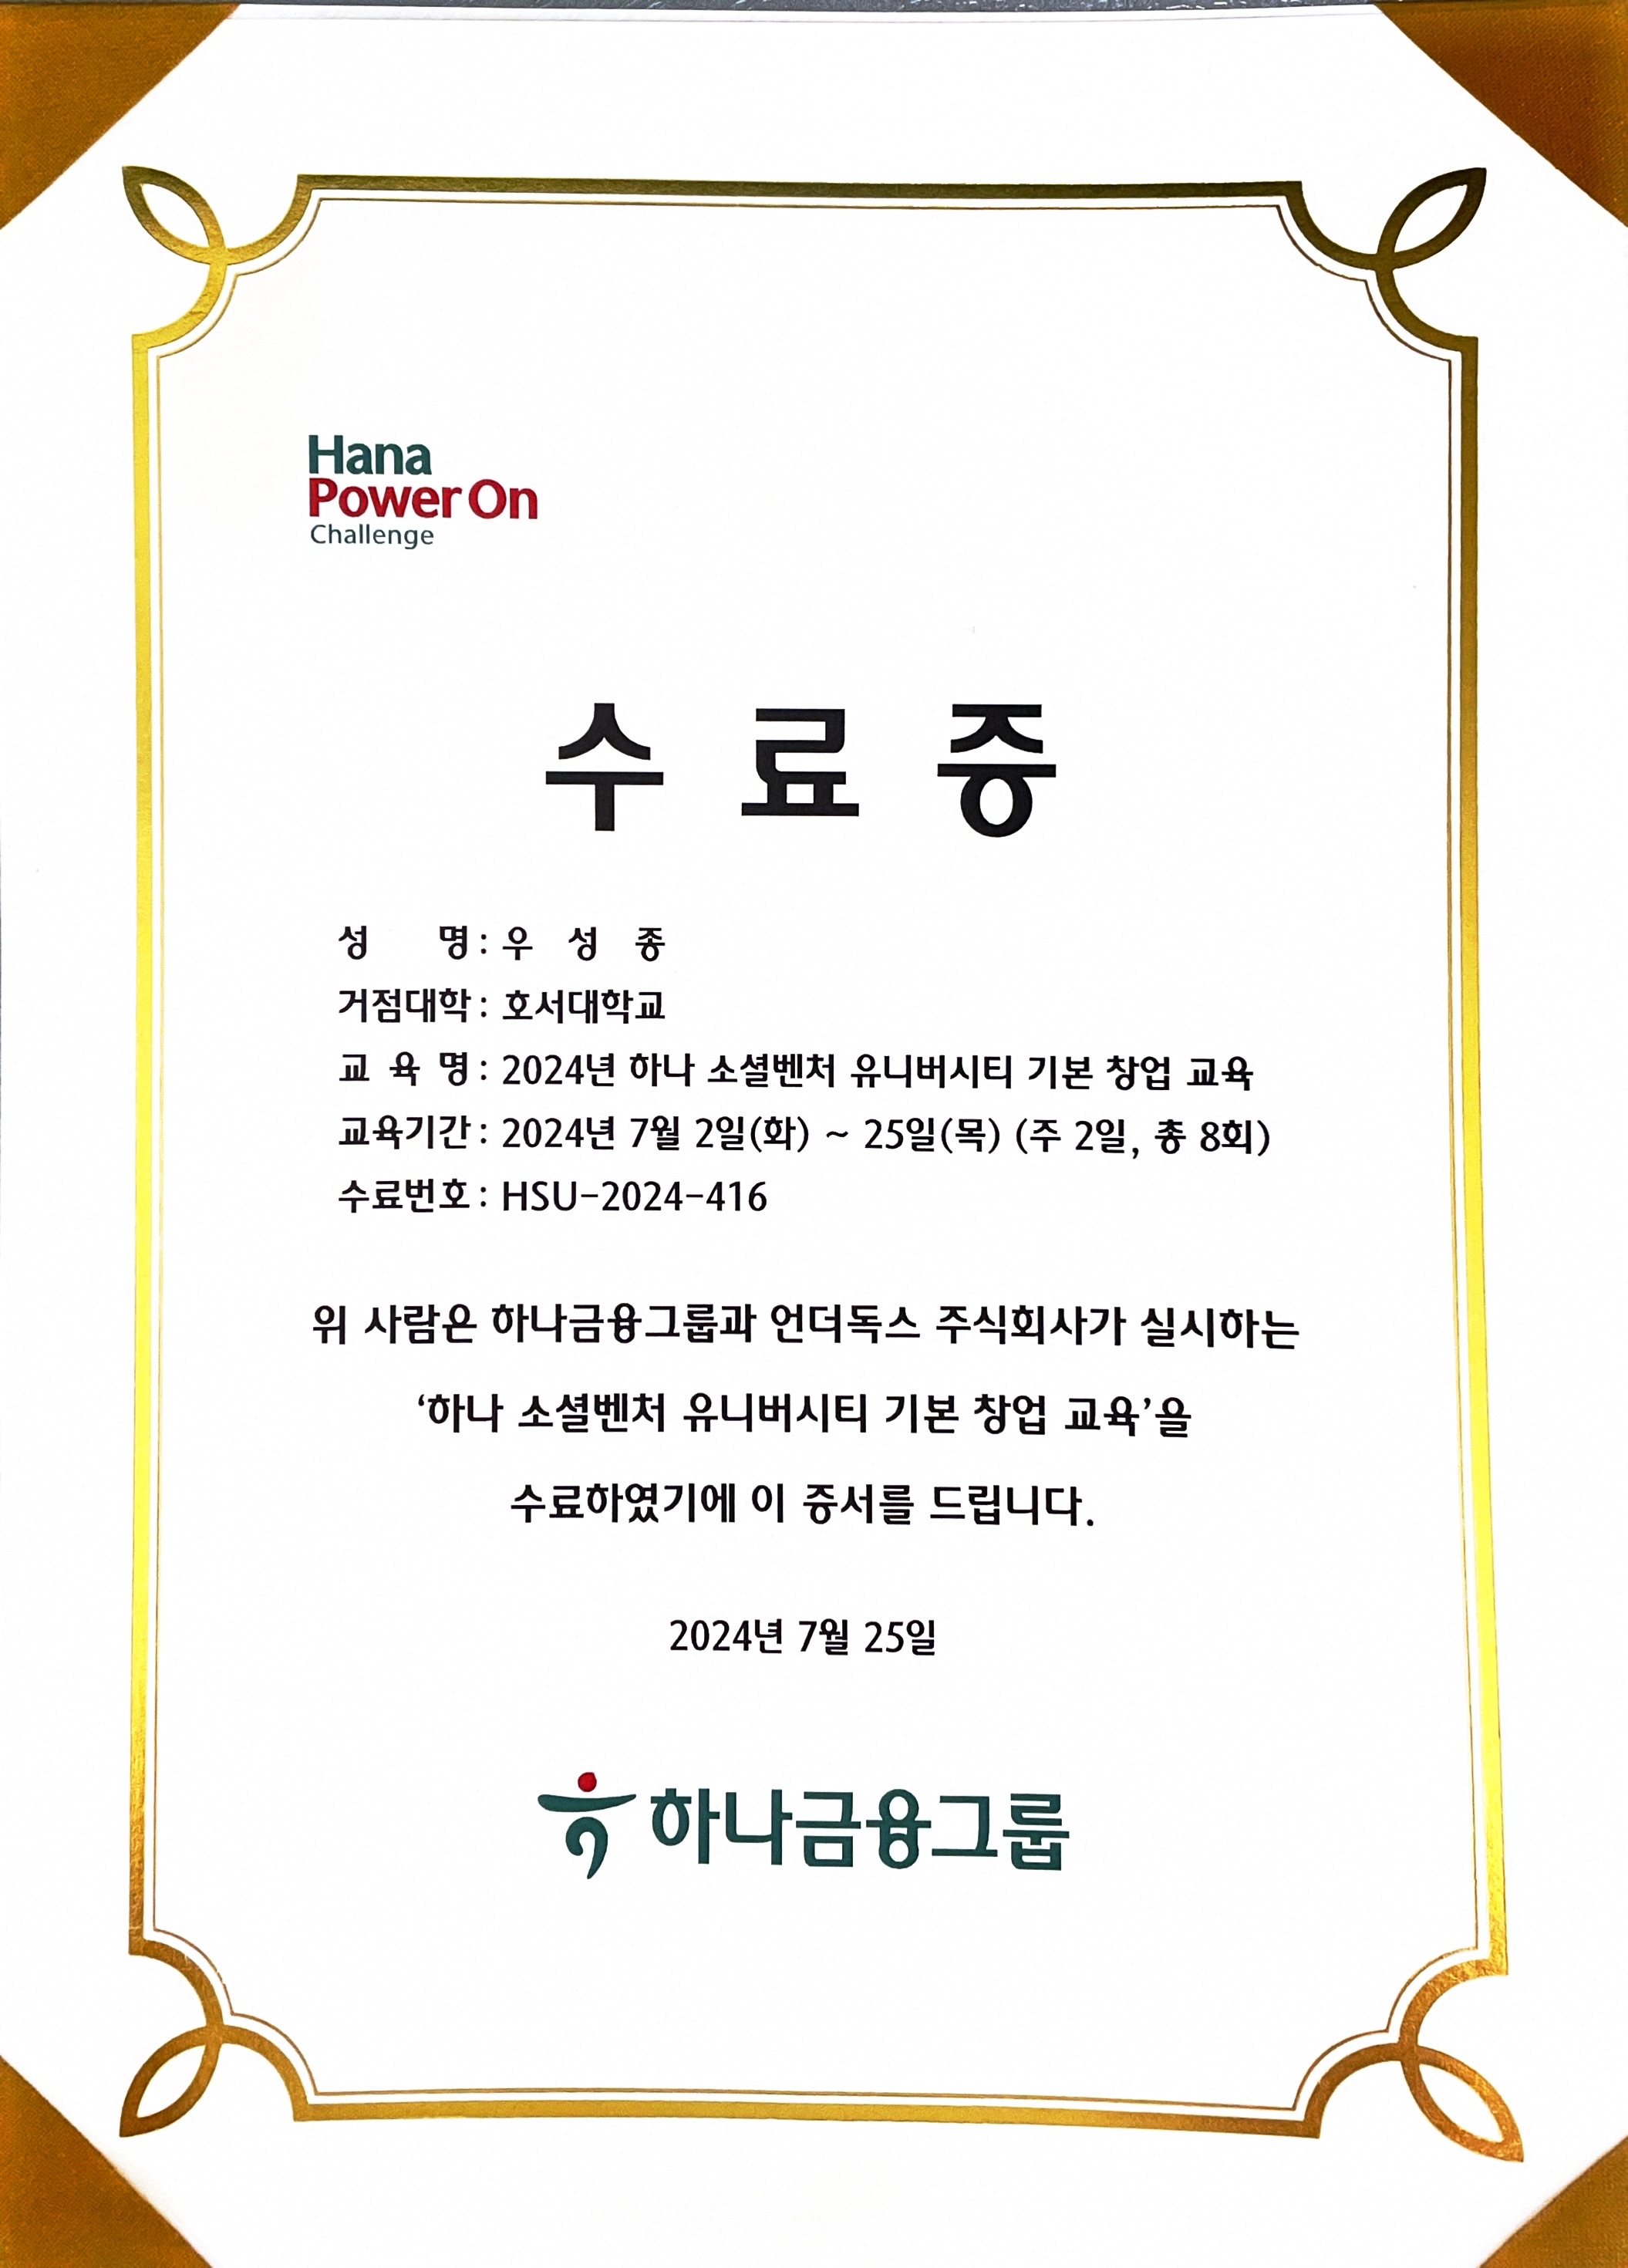 Hana
Power On
Challenge
수 료 증
성 명 : 우 성 종
거점대학 : 호서대학교
교 육 명 : 2024년 하나 소셜벤처 유니버시티 기본 창업 교육
교육기간 : 2024년 7월 2일(화) ~ 25일(목) (주 2일, 총 8회)
수료번호 : HSU-2024-416
위 사람은 하나금융그룹과 언더독스 주식회사가 실시하는
‘하나 소셜벤처 유니버시티 기본 창업 교육’을
수료하였기에 이 증서를 드립니다.
2024년 7월 25일
하나금융그룹